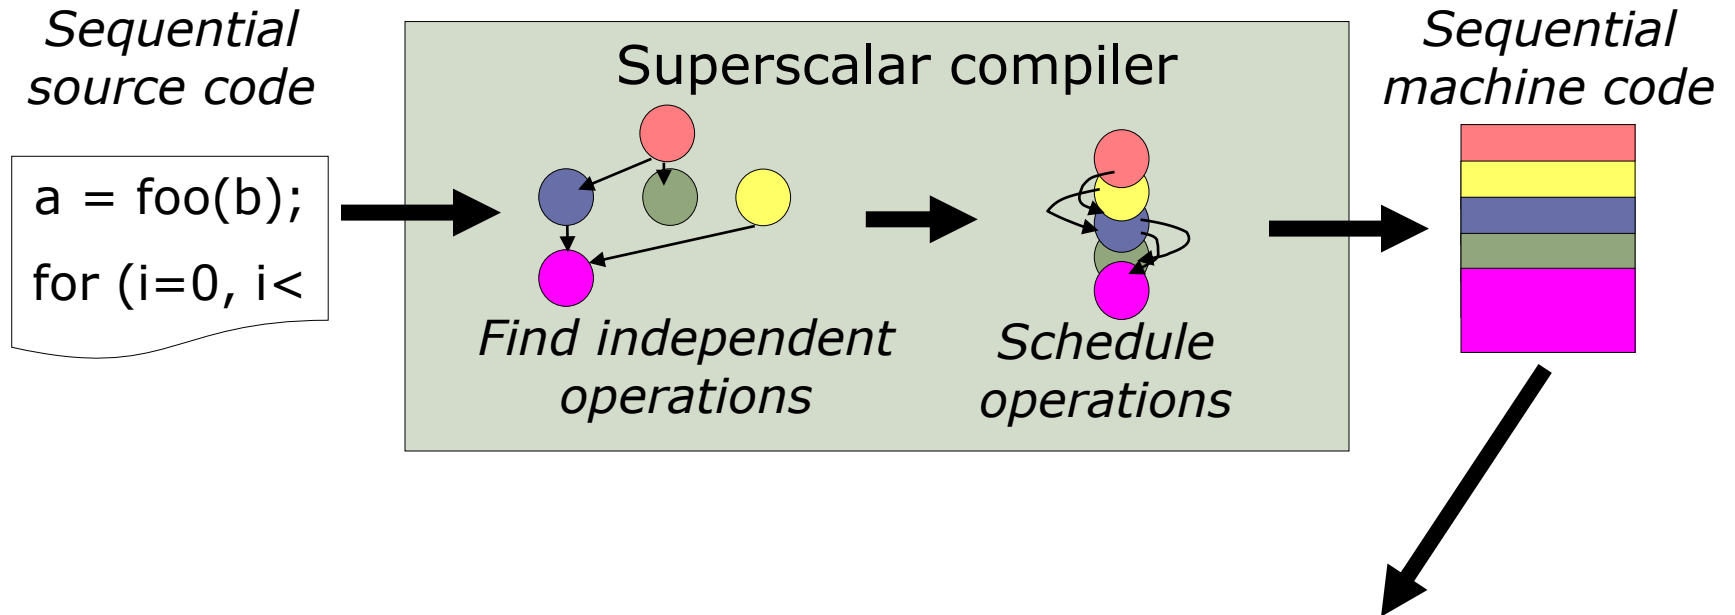 Sequential
source code
a = foo(b);
for (i=0, i<
Superscalar compiler
Find independent
operations
Schedule
operations
Sequential
machine code